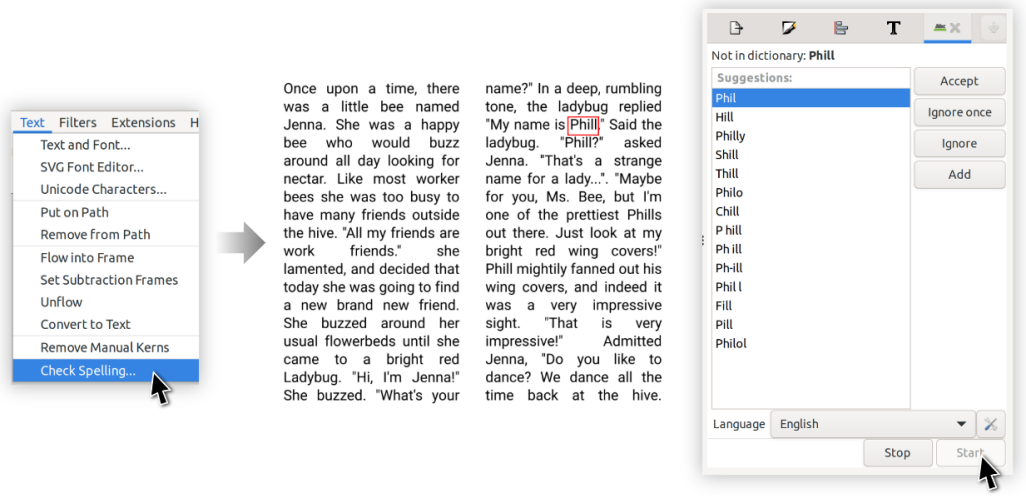 Text Filters Extensions H
Text and Font...
SVG Font Editor...
Unicode Characters...
Put on Path
Remove from Path
Flow into Frame
Set Subtraction Frames
Unflow
Convert to Text
Remove Manual Kerns
Check Spelling...
Once upon a time, there
was a little bee named
Jenna. She was a happy
bee who would buzz
around all day looking for
nectar. Like most worker
bees she was too busy to
have many friends outside
the hive. "All my friends are
work friends." she
lamented, and decided that
today she was going to find
a new brand new friend.
She buzzed around her
usual flowerbeds until she
came to a bright red
Ladybug. "Hi, I'm Jenna!"
She buzzed. "What's your
name?" In a deep, rumbling
tone, the ladybug replied
"My name is Phill." Said the
ladybug. "Phill?" asked
Jenna. "That's a strange
name for a lady...". "Maybe
for you, Ms. Bee, but I'm
one of the prettiest Phills
out there. Just look at my
bright red wing covers!"
Phill mightily fanned out his
wing covers, and indeed it
was a very impressive
sight. "That is very
impressive!" Admitted
Jenna, "Do you like to
dance? We dance all the
time back at the hive.
T Abc
Not in dictionary: Phill
Suggestions:
Phil
Hill
Philly
Shill
Thill
Philo
Chill
P hill
Ph ill
Ph-ill
Phil l
Fill
Pill
Philol
Accept
Ignore once
Ignore
Add
Language English
Stop Start